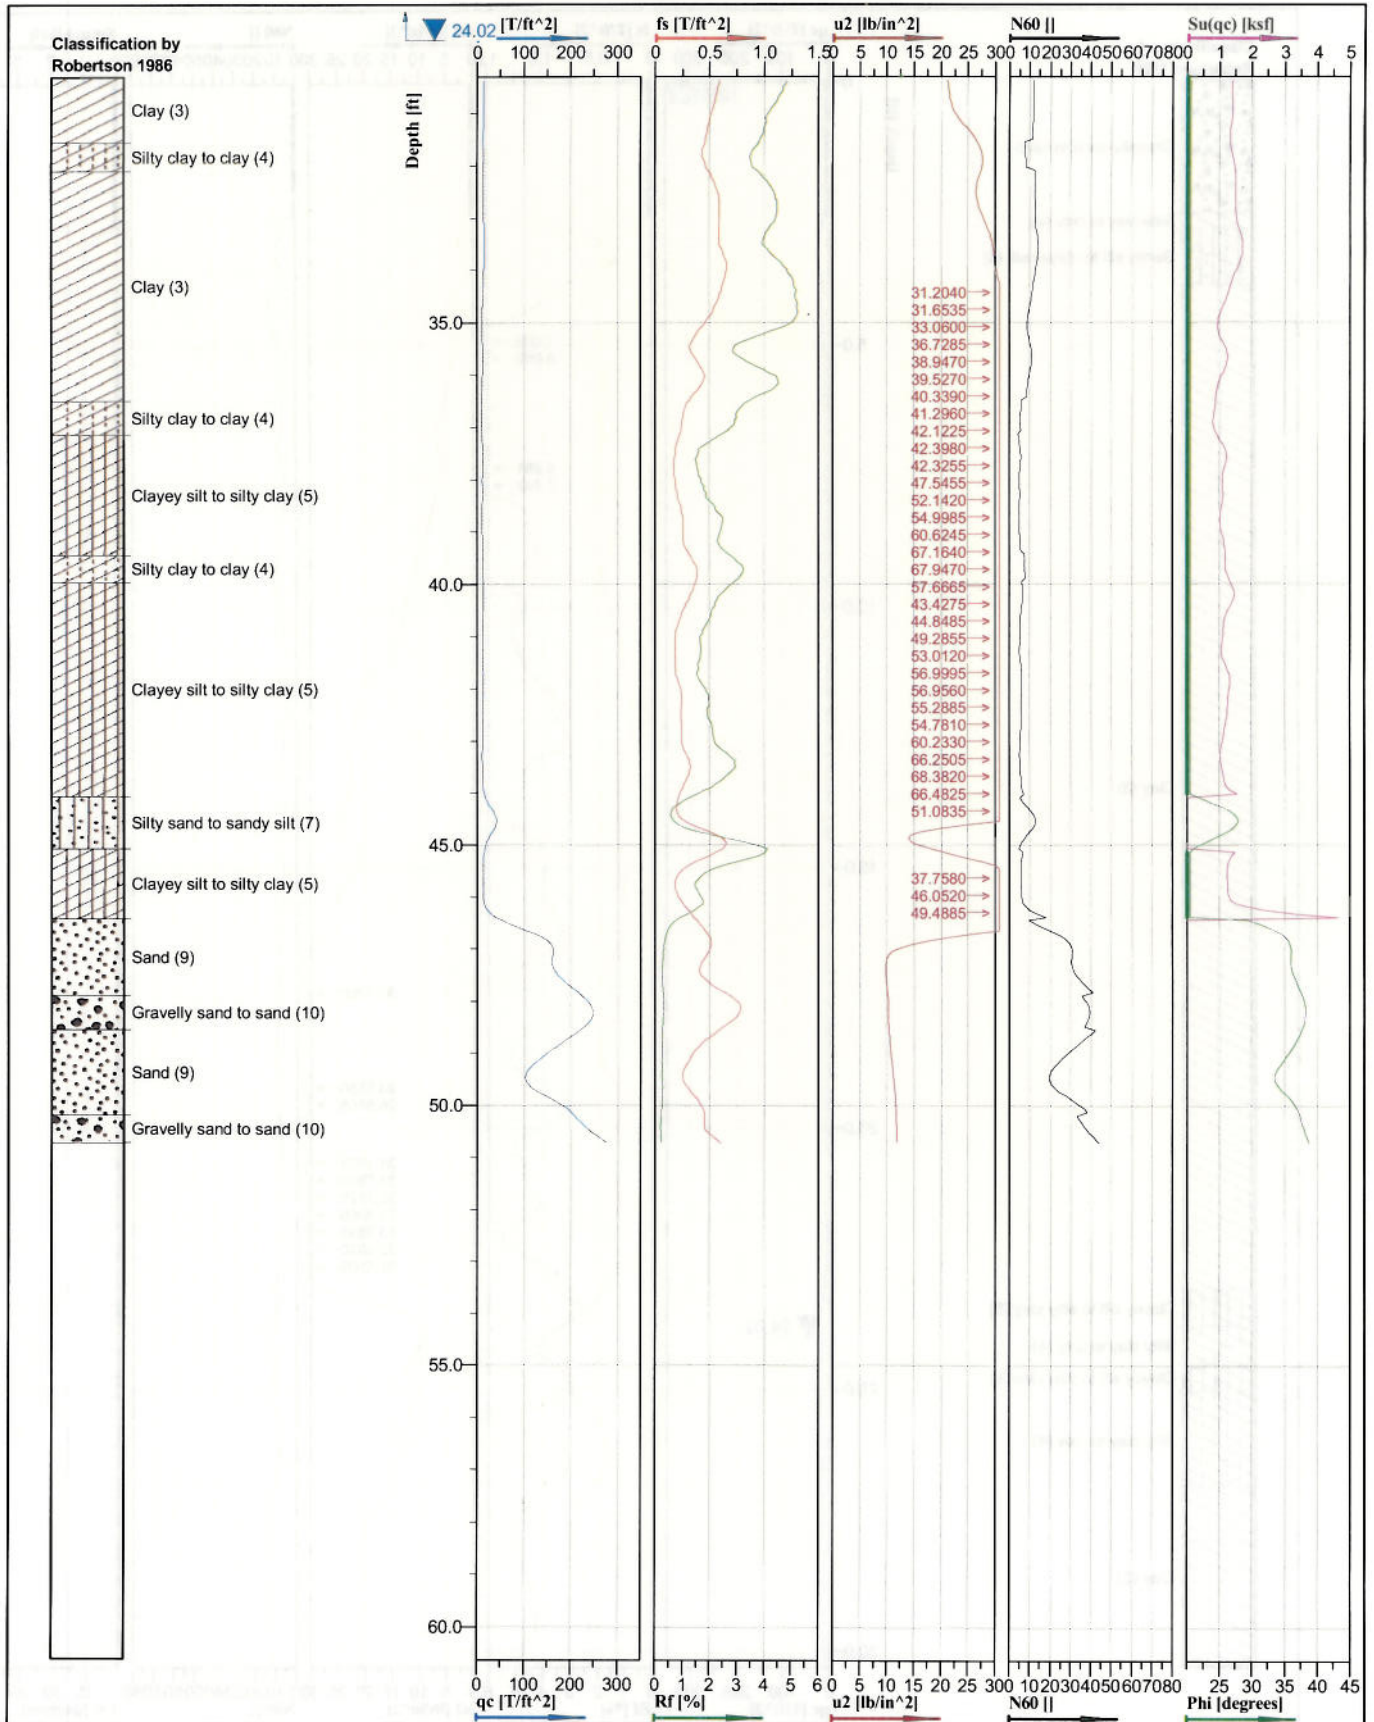 Classification by
Robertson 1986
24.02
[T/ft^2]
0 100 200 300
fs [T/ft^2]
0 0.5 1.0 1.5
u2 [lb/in^2]
0 5 10 15 20 25 30
N60 []
0 10 20 30 40 50 60 70 80
Su(qc) [ksf]
0 1 2 3 4 5
Depth [ft]
Clay (3)
Silty clay to clay (4)
Clay (3)
Silty clay to clay (4)
Clayey silt to silty clay (5)
Silty clay to clay (4)
Clayey silt to silty clay (5)
Silty sand to sandy silt (7)
Clayey silt to silty clay (5)
Sand (9)
Gravelly sand to sand (10)
Sand (9)
Gravelly sand to sand (10)
35.0
40.0
45.0
50.0
55.0
60.0
31.2040
31.6535
33.0600
36.7285
38.9470
39.5270
40.3390
41.2960
42.1225
42.3980
42.3255
47.5455
52.1420
54.9985
60.6245
67.1640
67.9470
57.6665
43.4275
44.8485
49.2855
53.0120
56.9995
56.9560
55.2885
54.7810
60.2330
66.2505
68.3820
66.4825
51.0835
37.7580
46.0520
49.4885
0 100 200 300
qc [T/ft^2]
0 1 2 3 4 5 6
Rf [%]
0 5 10 15 20 25 30
u2 [lb/in^2]
0 10 20 30 40 50 60 70 80
N60 []
25 30 35 40 45
Phi [degrees]